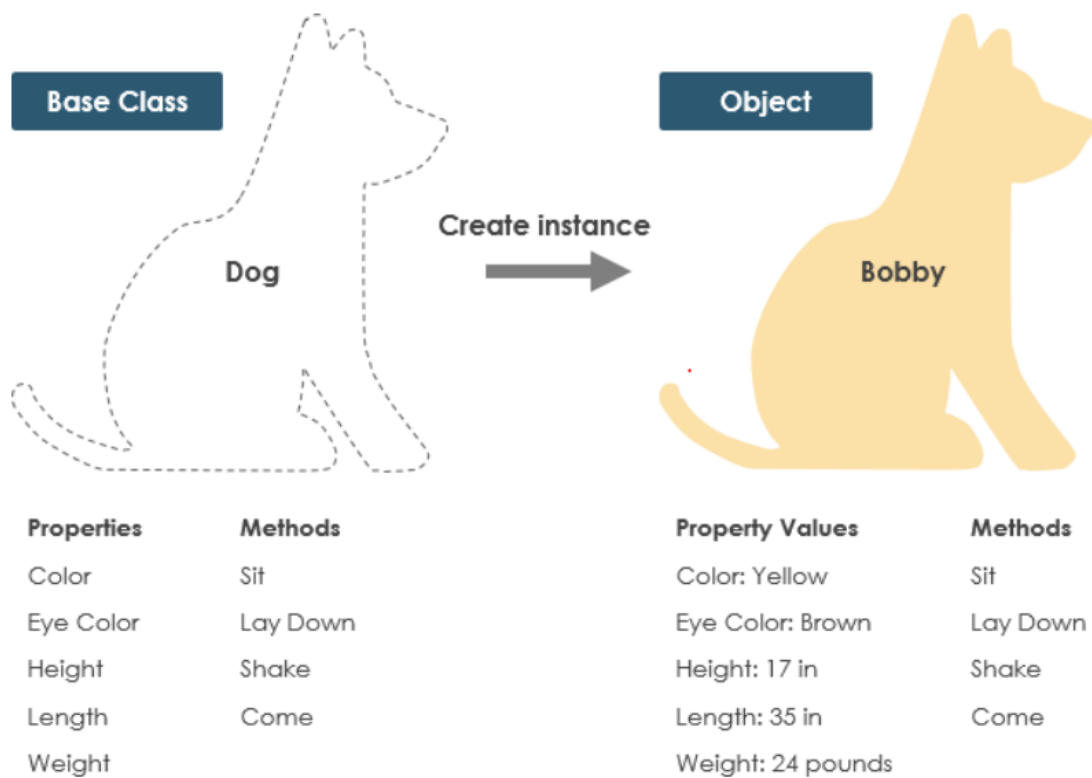 Base Class
Object
Create instance
Dog
Bobby
Properties Methods
Color Sit
Eye Color Lay Down
Height Shake
Length Come
Weight
Property Values Methods
Color: Yellow Sit
Eye Color: Brown Lay Down
Height: 17 in Shake
Length: 35 in Come
Weight: 24 pounds